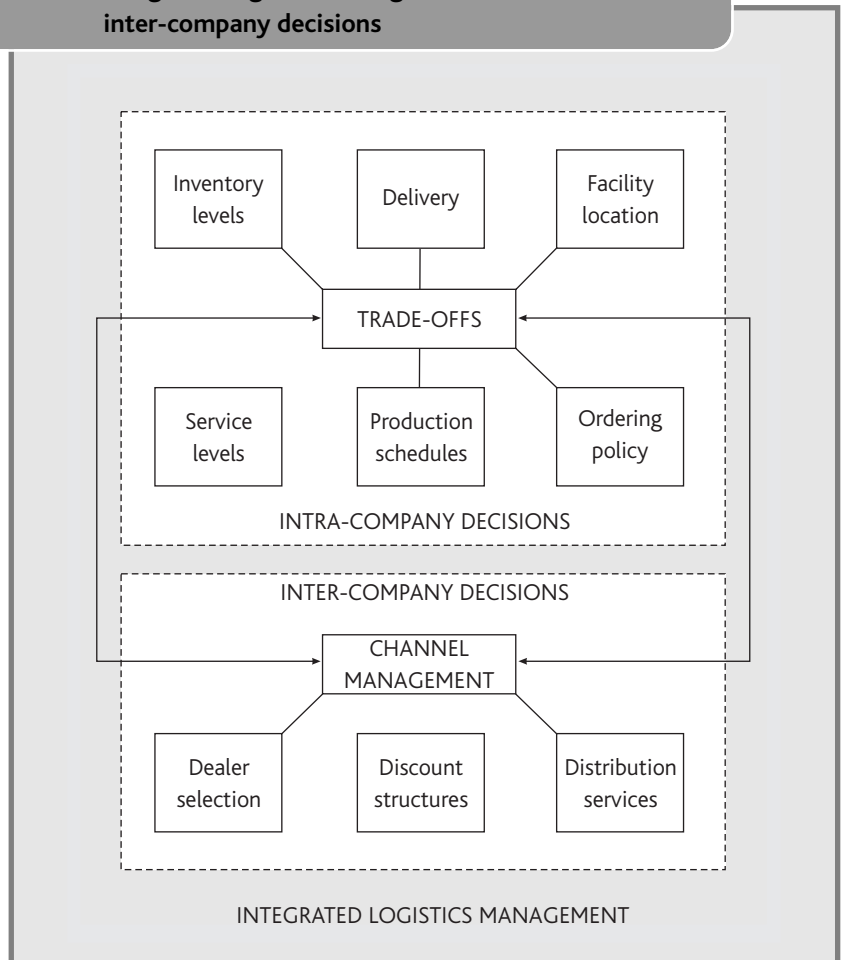 inter-company decisions
Inventory
levels
Delivery
Facility
location
TRADE-OFFS
Service
levels
Production
schedules
Ordering
policy
INTRA-COMPANY DECISIONS
INTER-COMPANY DECISIONS
CHANNEL
MANAGEMENT
Dealer
selection
Discount
structures
Distribution
services
INTEGRATED LOGISTICS MANAGEMENT